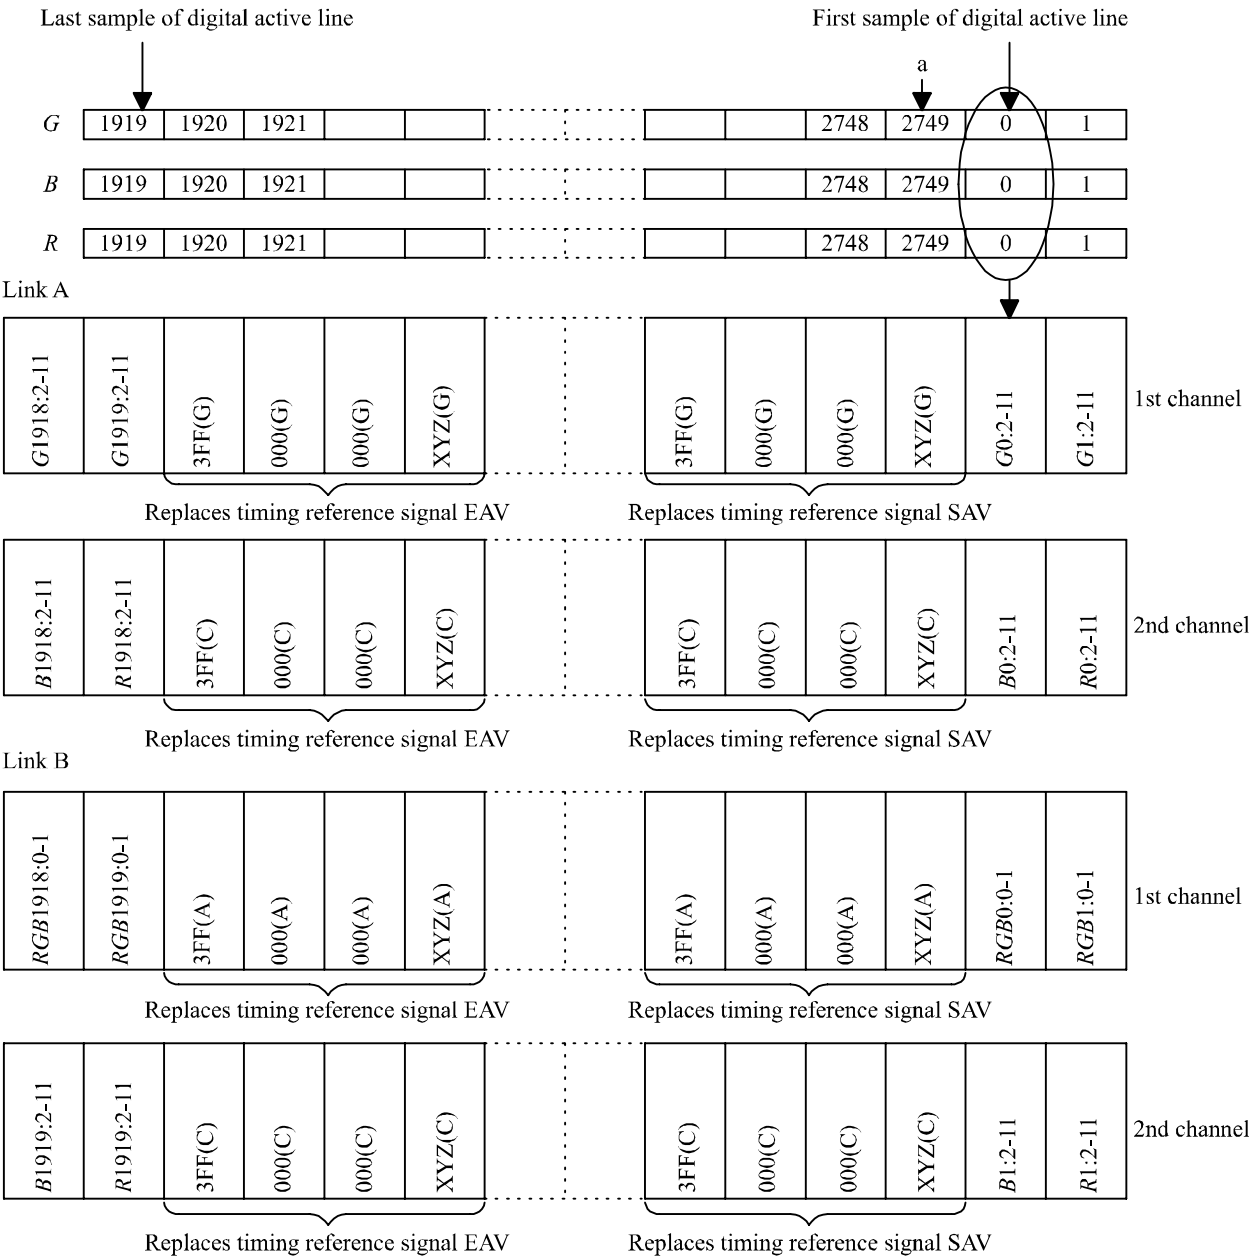 Last sample of digital active line First sample of digital active line
a
G 1919 1920 1921 2748 2749 0 1
B 1919 1920 1921 2748 2749 0 1
R 1919 1920 1921 2748 2749 0 1
Link A
G1918:2-11 G1919:2-11 3FF(G) 000(G) 000(G) XYZ(G) 3FF(G) 000(G) 000(G) XYZ(G) G0:2-11 G1:2-11 1st channel
Replaces timing reference signal EAV Replaces timing reference signal SAV
B1918:2-11 R1918:2-11 3FF(C) 000(C) 000(C) XYZ(C) 3FF(C) 000(C) 000(C) XYZ(C) B0:2-11 R0:2-11 2nd channel
Replaces timing reference signal EAV Replaces timing reference signal SAV
Link B
RGB1918:0-1 RGB1919:0-1 3FF(A) 000(A) 000(A) XYZ(A) 3FF(A) 000(A) 000(A) XYZ(A) RGB0:0-1 RGB1:0-1 1st channel
Replaces timing reference signal EAV Replaces timing reference signal SAV
B1919:2-11 R1919:2-11 3FF(C) 000(C) 000(C) XYZ(C) 3FF(C) 000(C) 000(C) XYZ(C) B1:2-11 R1:2-11 2nd channel
Replaces timing reference signal EAV Replaces timing reference signal SAV